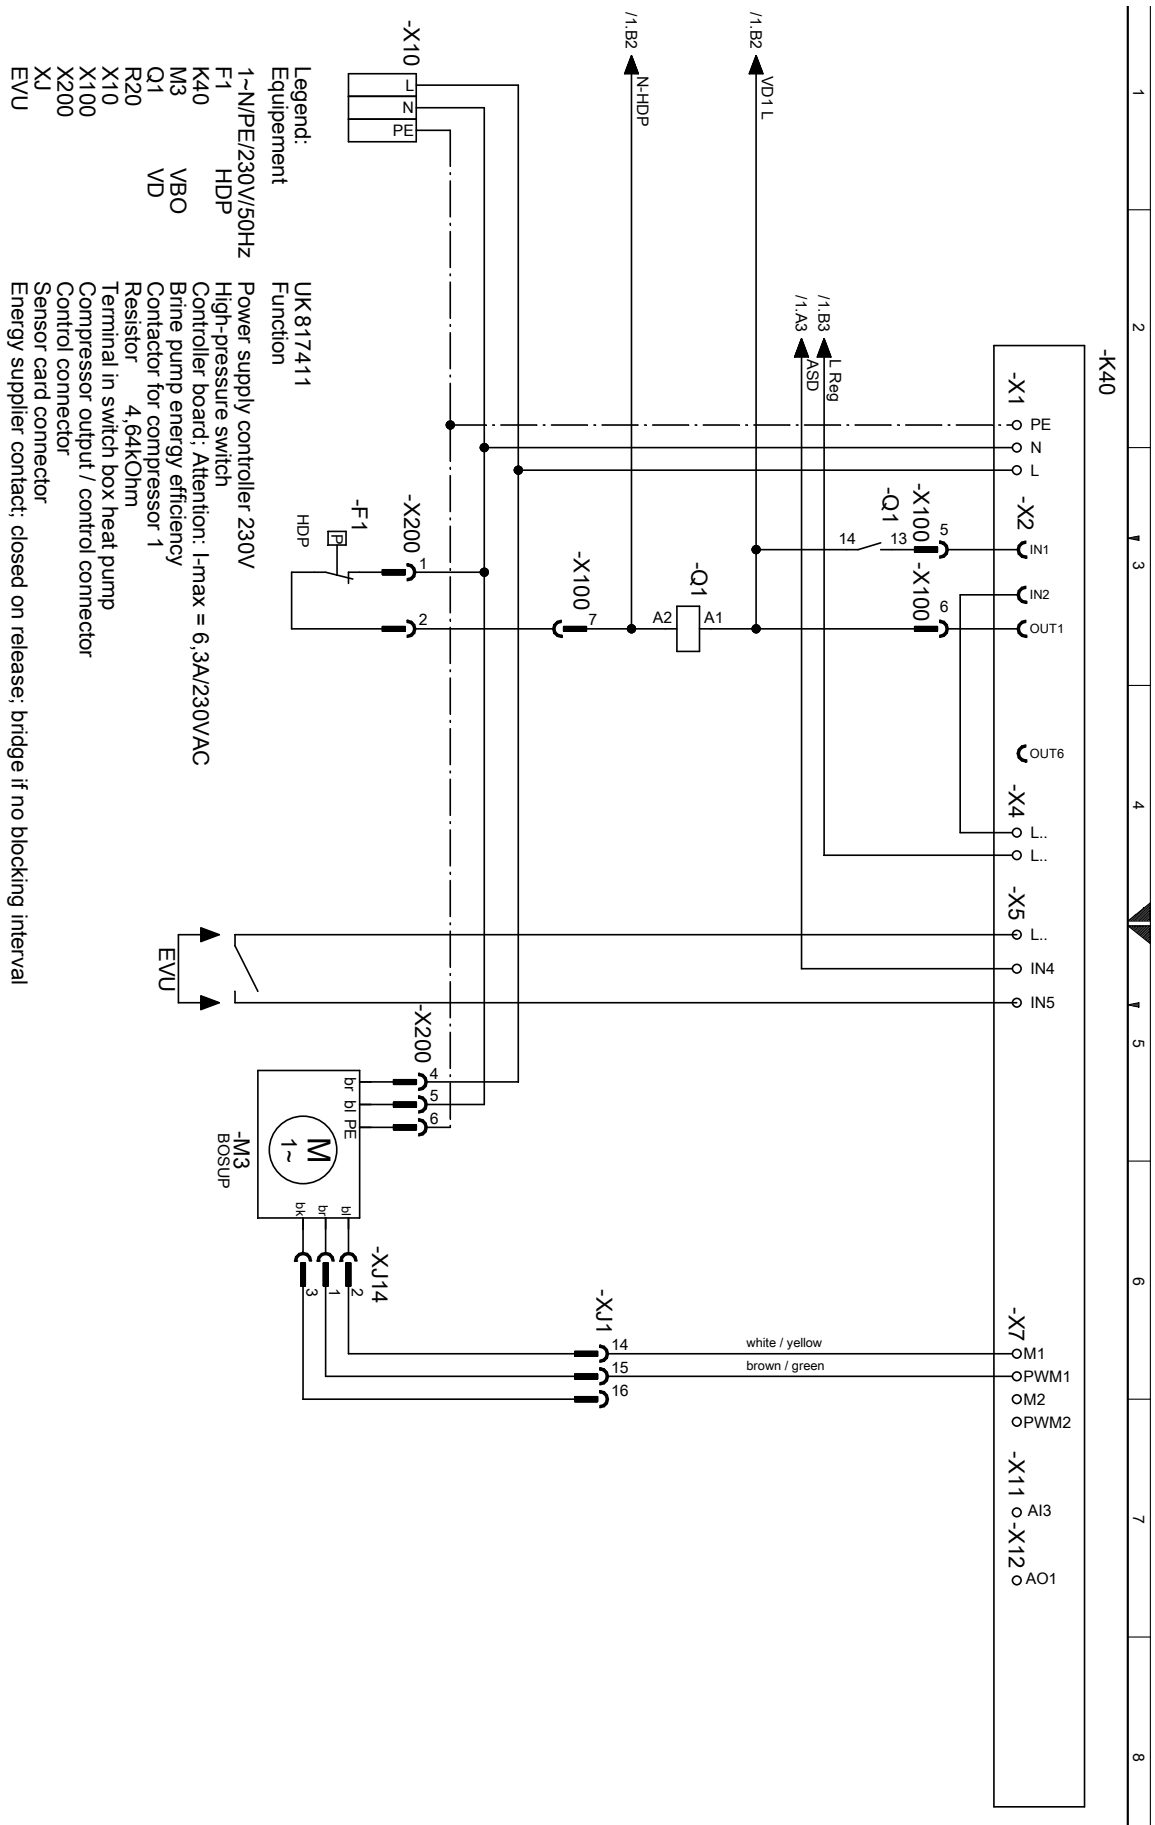 1
2
3
4
5
6
7
8
-K40
-X1
PE
N
L
-X2
IN1
IN2
OUT1
OUT6
-X4
L..
L..
-X5
L..
IN4
IN5
-X7
M1
PWM1
M2
PWM2
-X11
AI3
-X12
AO1
/1.B2
N-HDP
/1.B2
VD1 L
/1.B3
L Reg
/1.A3
ASD
-X100
5
-Q1
13
14
-X100
6
-Q1
A1
A2
-X100
7
-X200
1
2
-F1
P
HDP
-X10
L
N
PE
EVU
-X200
4
5
6
br
bl
PE
M
1~
-M3
BOSUP
bl
br
bk
-XJ14
2
1
3
-XJ1
14
15
16
white / yellow
brown / green
Legend: UK817411
Equipement Function
1~N/PE/230V/50Hz Power supply controller 230V
F1 HDP High-pressure switch
K40 Controller board; Attention: I-max = 6,3A/230VAC
M3 VBO Brine pump energy efficiency
Q1 VD Contactor for compressor 1
R20 Resistor 4,64kOhm
X10 Terminal in switch box heat pump
X100 Compressor output / control connector
X200 Control connector
XJ Sensor card connector
EVU Energy supplier contact; closed on release; bridge if no blocking interval